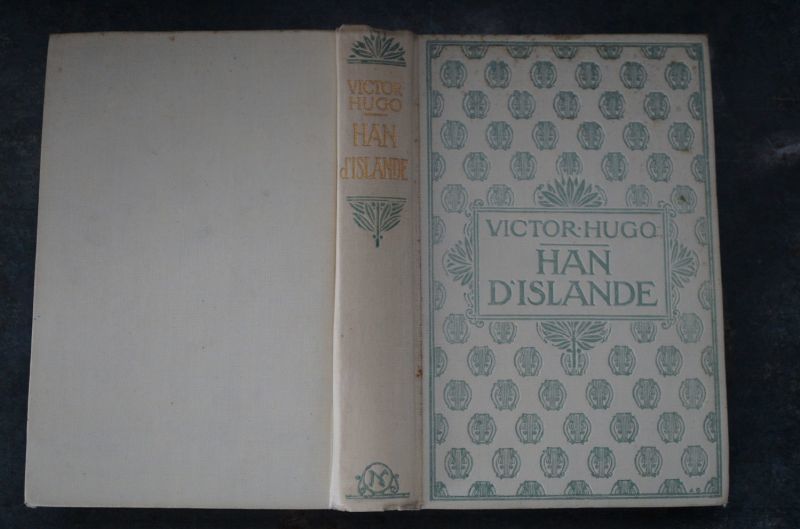 VICTOR
HUGO
HAN
d'ISLANDE
N
VICTOR·HUGO
HAN
D'ISLANDE